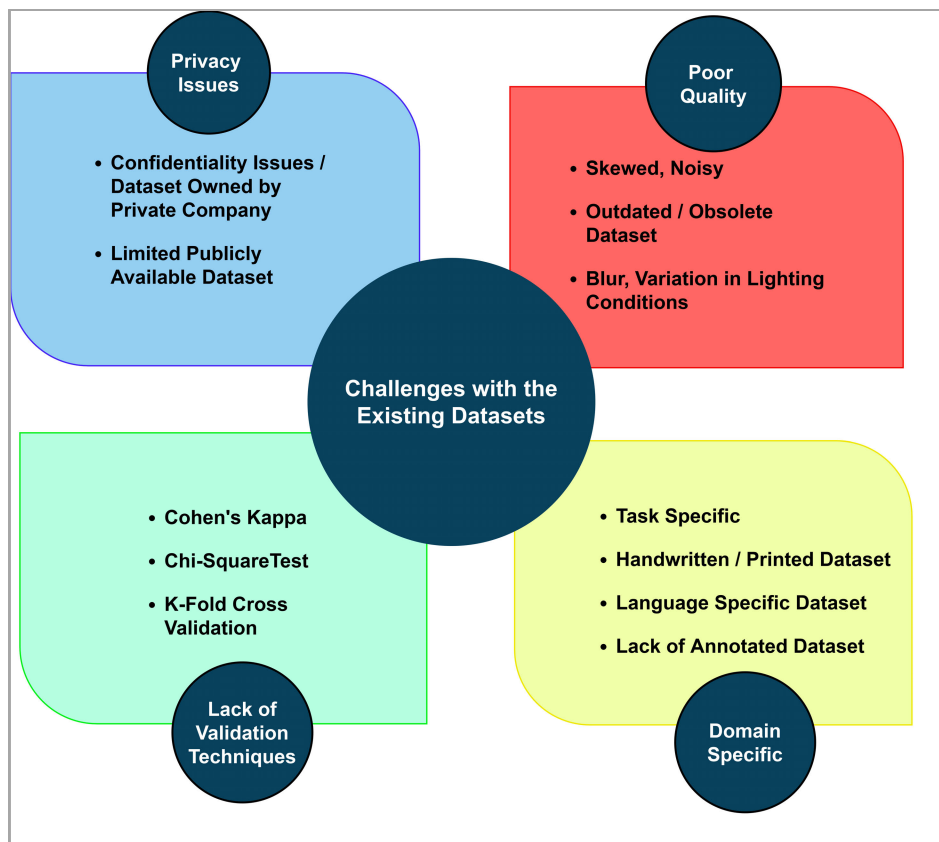 Privacy
Issues
• Confidentiality Issues /
Dataset Owned by
Private Company
• Limited Publicly
Available Dataset
Poor
Quality
• Skewed, Noisy
• Outdated / Obsolete
Dataset
• Blur, Variation in Lighting
Conditions
Challenges with the
Existing Datasets
• Cohen's Kappa
• Chi-SquareTest
• K-Fold Cross
Validation
Lack of
Validation
Techniques
• Task Specific
• Handwritten / Printed Dataset
• Language Specific Dataset
• Lack of Annotated Dataset
Domain
Specific